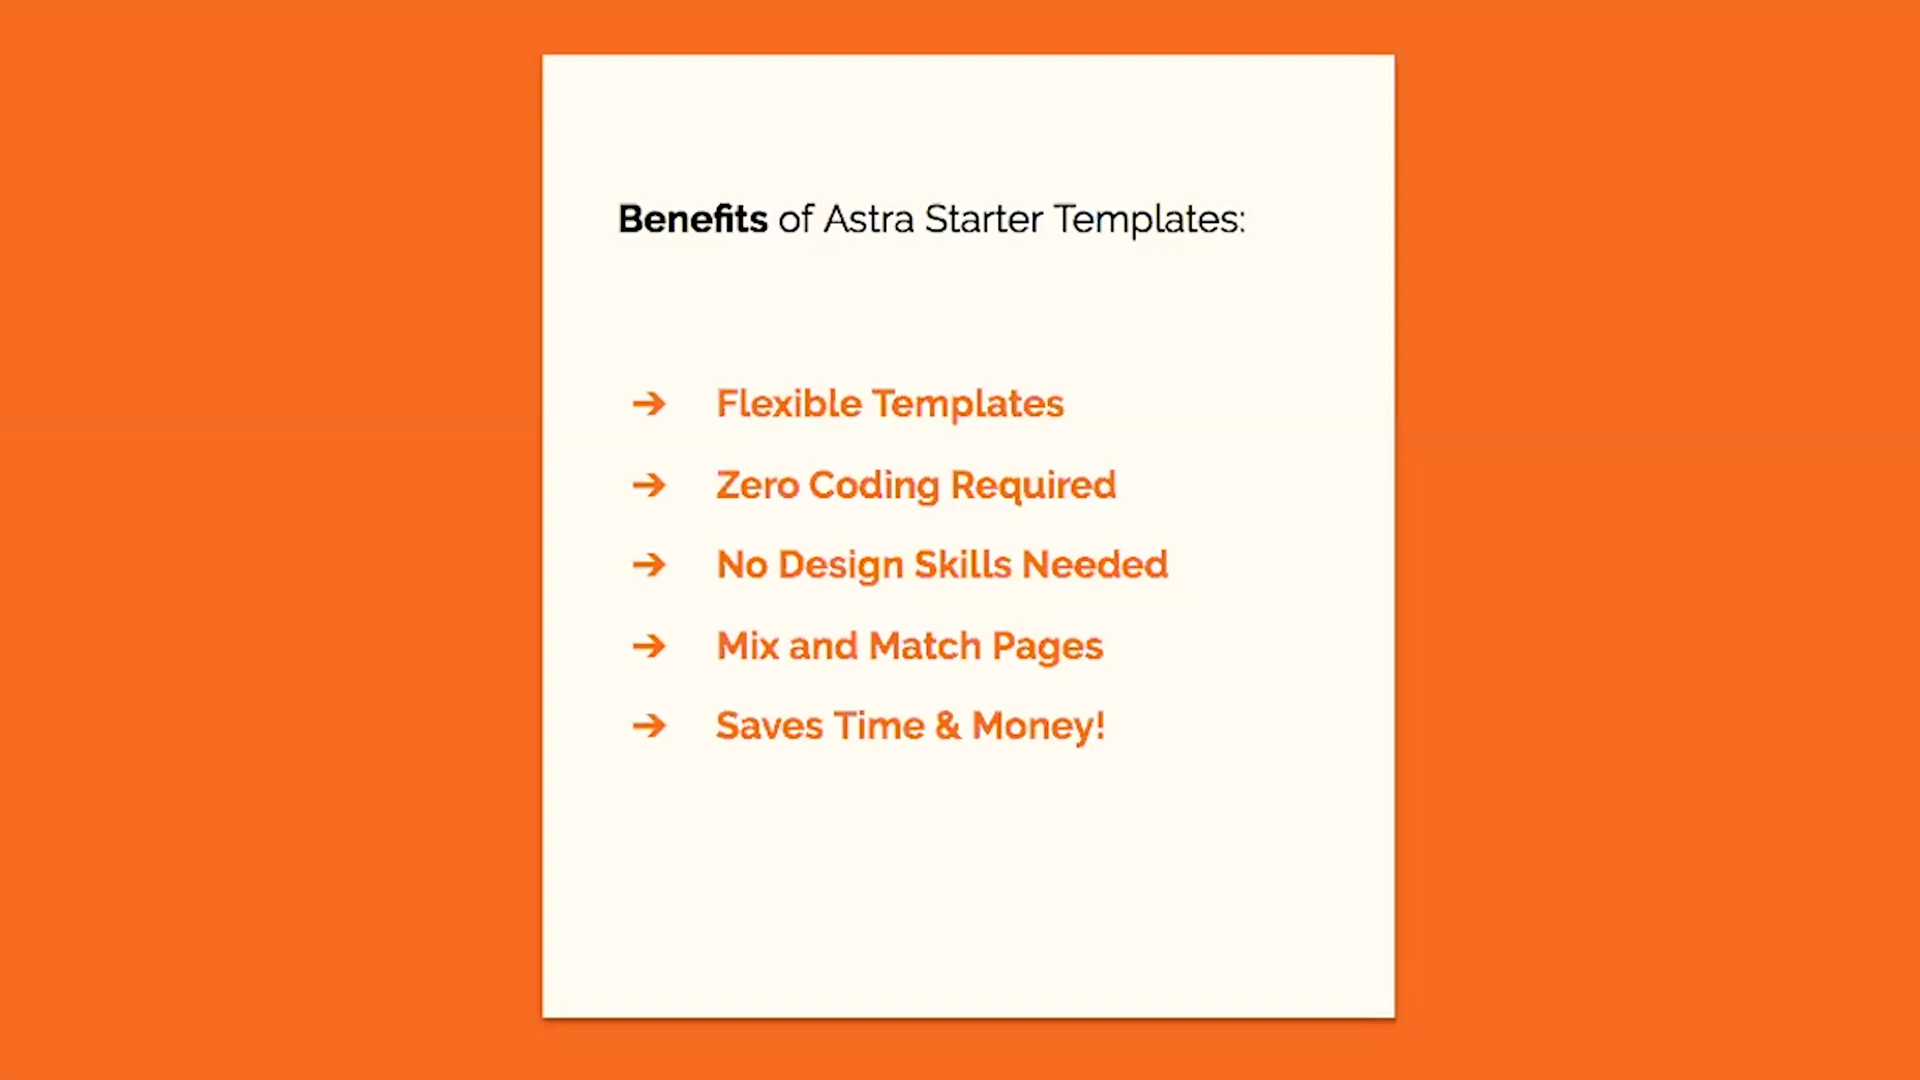 Benefits of Astra Starter Templates:
➔ Flexible Templates
➔ Zero Coding Required
➔ No Design Skills Needed
➔ Mix and Match Pages
➔ Saves Time & Money!